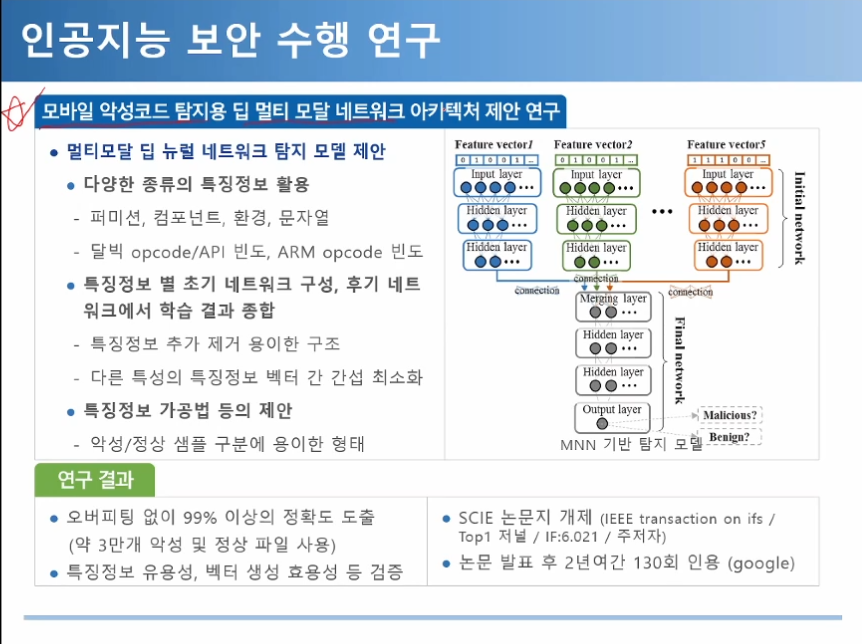 인공지능 보안 수행 연구
모바일 악성코드 탐지용 딥 멀티 모달 네트워크 아키텍처 제안 연구
• 멀티모달 딥 뉴럴 네트워크 탐지 모델 제안
• 다양한 종류의 특징정보 활용
- 퍼미션, 컴포넌트, 환경, 문자열
- 달빅 opcode/API 빈도, ARM opcode 빈도
• 특징정보 별 초기 네트워크 구성, 후기 네트
워크에서 학습 결과 종합
- 특징정보 추가 제거 용이한 구조
- 다른 특성의 특징정보 벡터 간 간섭 최소화
• 특징정보 가공법 등의 제안
- 악성/정상 샘플 구분에 용이한 형태
Feature vector1
0 1 0 0 1 ...
Input layer
Hidden layer
Hidden layer
connection
Feature vector2
0 1 0 0 1 ...
Input layer
Hidden layer
Hidden layer
connection
...
Feature vector5
1 1 1 0 0 ...
Input layer
Hidden layer
Hidden layer
connection
Initial network
Merging layer
Hidden layer
Hidden layer
Output layer
Final network
Malicious?
Benign?
MNN 기반 탐지 모델
연구 결과
• 오버피팅 없이 99% 이상의 정확도 도출
(약 3만개 악성 및 정상 파일 사용)
• 특징정보 유용성, 벡터 생성 효용성 등 검증
• SCIE 논문지 개제 (IEEE transaction on ifs /
Top1 저널 / IF:6.021 / 주저자)
• 논문 발표 후 2년여간 130회 인용 (google)